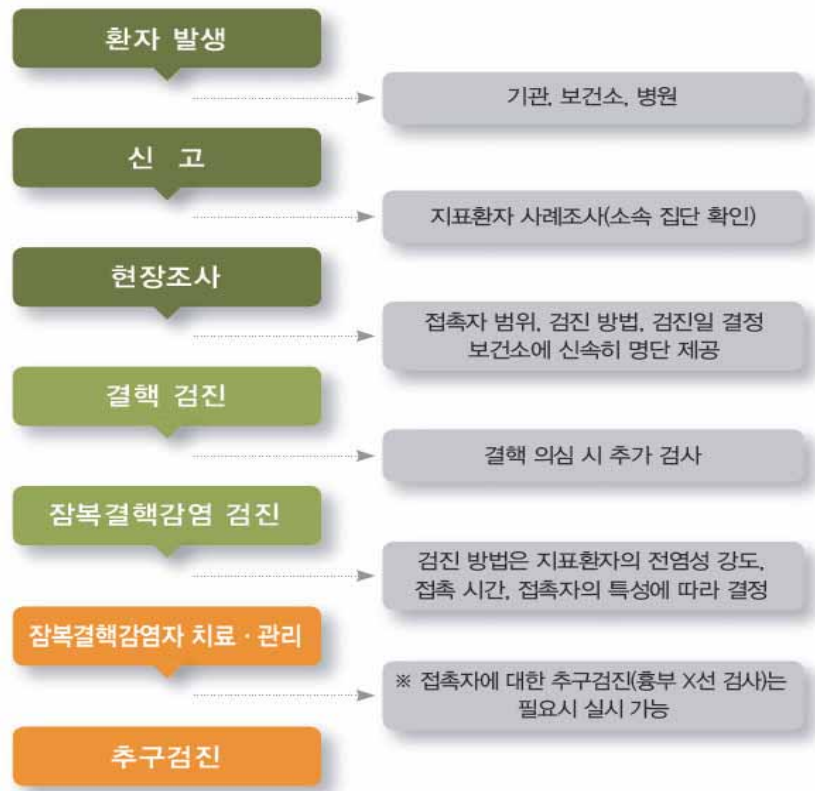 환자 발생
기관, 보건소, 병원
신 고
지표환자 사례조사(소속 집단 확인)
현장조사
접촉자 범위, 검진 방법, 검진일 결정
보건소에 신속히 명단 제공
결핵 검진
결핵 의심 시 추가 검사
잠복결핵감염 검진
검진 방법은 지표환자의 전염성 강도,
접촉 시간, 접촉자의 특성에 따라 결정
잠복결핵감염자 치료 · 관리
※ 접촉자에 대한 추구검진(흉부 X선 검사)는
필요시 실시 가능
추구검진